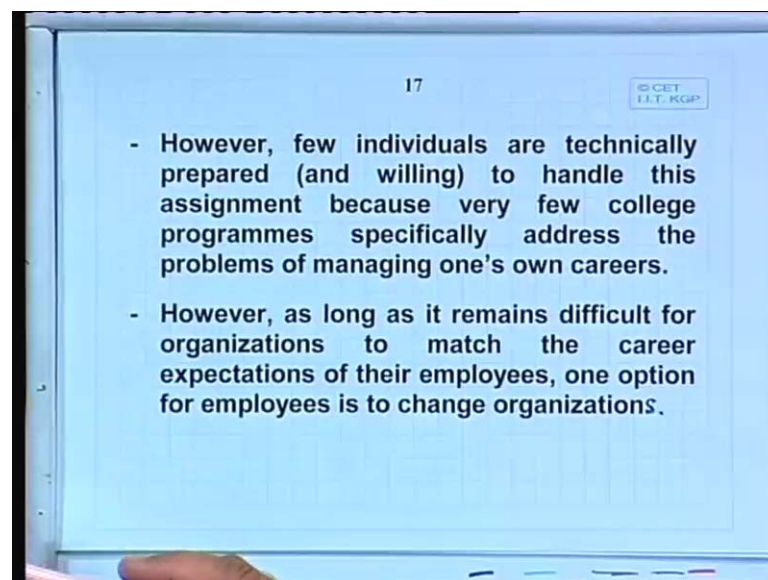 17
© CET
I.I.T. KGP
- However, few individuals are technically
prepared (and willing) to handle this
assignment because very few college
programmes specifically address the
problems of managing one's own careers.
- However, as long as it remains difficult for
organizations to match the career
expectations of their employees, one option
for employees is to change organizations.